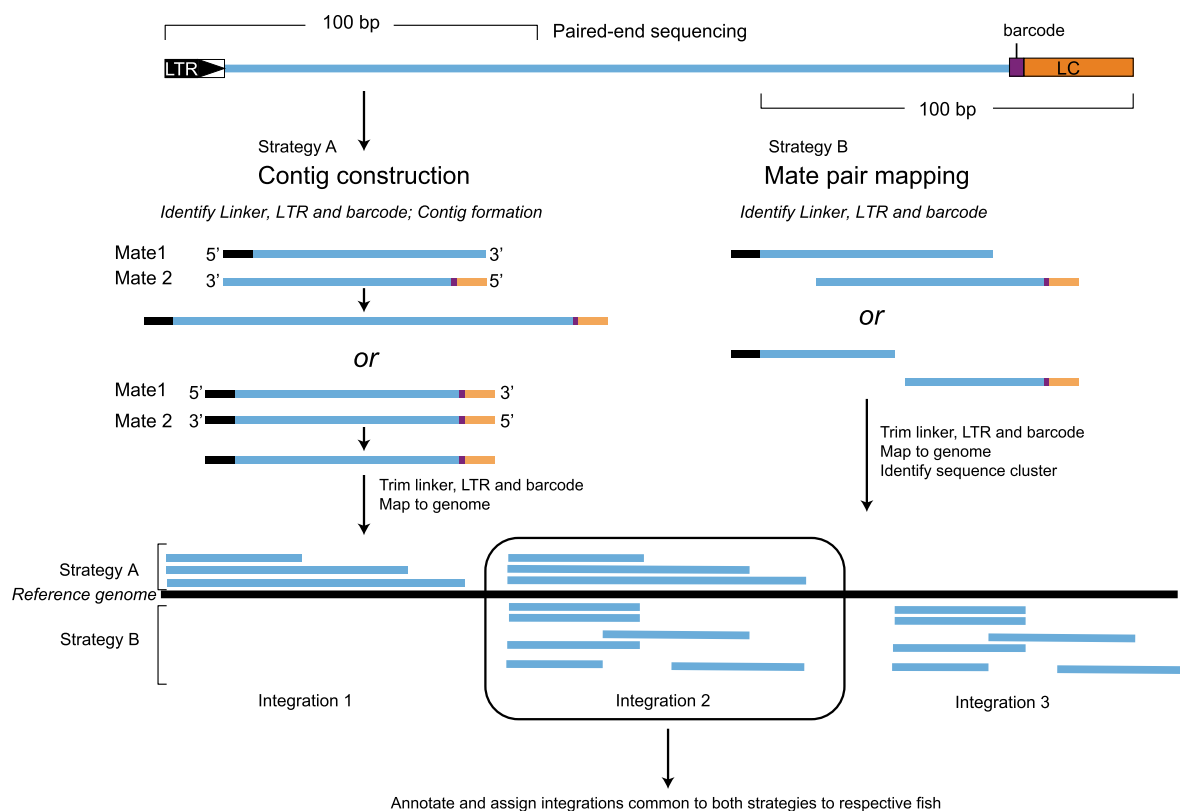 100 bp
Paired-end sequencing
barcode
LTR
LC
100 bp
Strategy A
Contig construction
Identify Linker, LTR and barcode; Contig formation
Mate1 5’ 3’
Mate 2 3’ 5’
or
Mate1 5’ 3’
Mate 2 3’ 5’
Trim linker, LTR and barcode
Map to genome
Strategy B
Mate pair mapping
Identify Linker, LTR and barcode
or
Trim linker, LTR and barcode
Map to genome
Identify sequence cluster
Strategy A
Reference genome
Strategy B
Integration 1
Integration 2
Integration 3
Annotate and assign integrations common to both strategies to respective fish